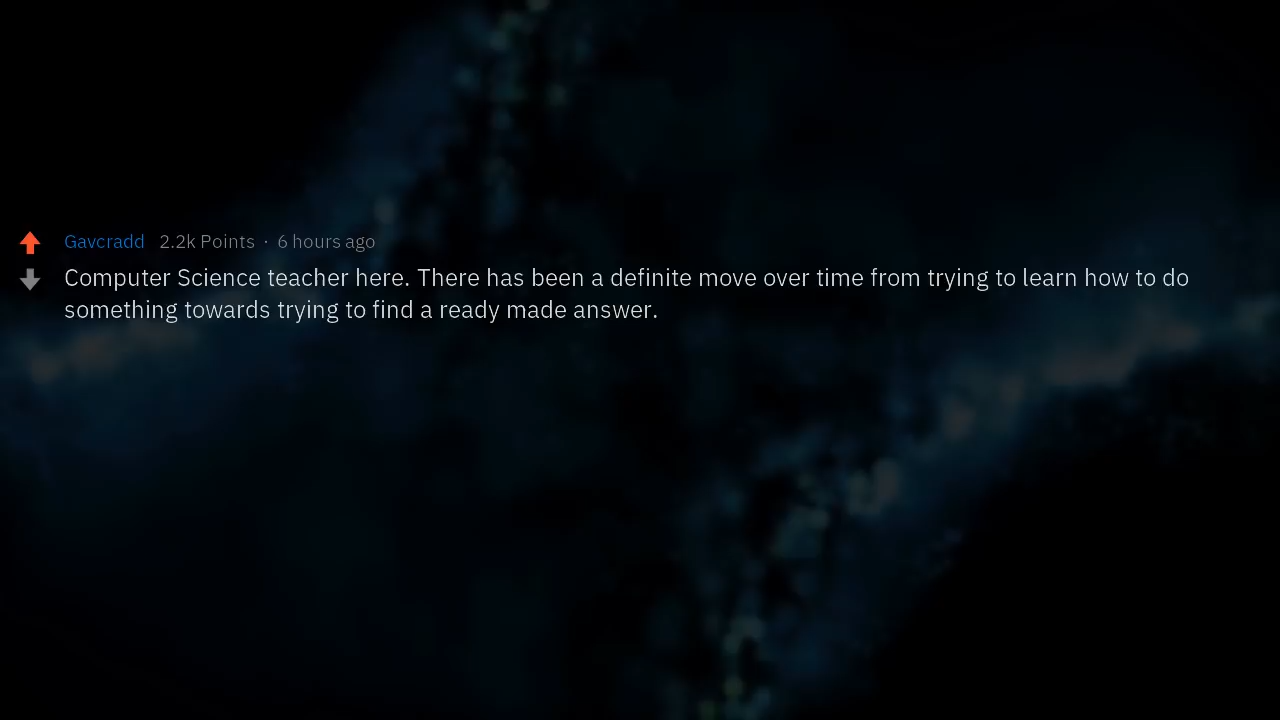 Gavcradd 2.2k Points · 6 hours ago
Computer Science teacher here. There has been a definite move over time from trying to learn how to do
something towards trying to find a ready made answer.